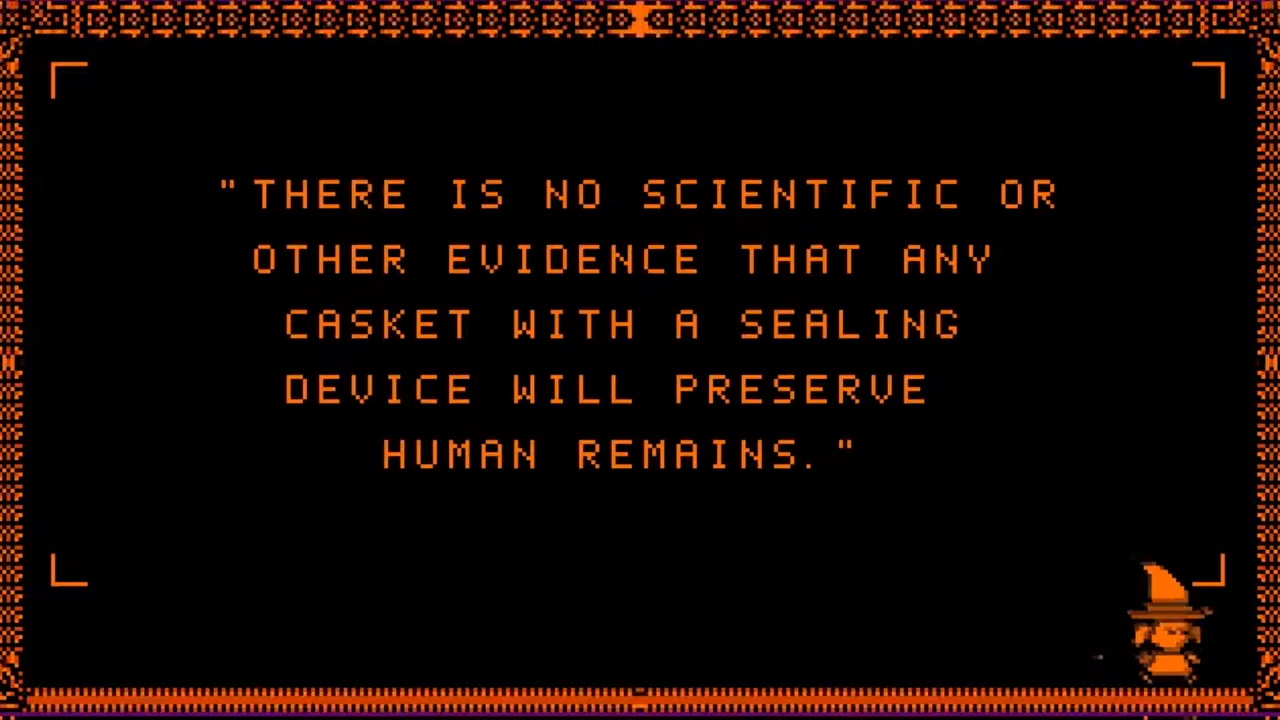 "THERE IS NO SCIENTIFIC OR
OTHER EVIDENCE THAT ANY
CASKET WITH A SEALING
DEVICE WILL PRESERVE
HUMAN REMAINS."